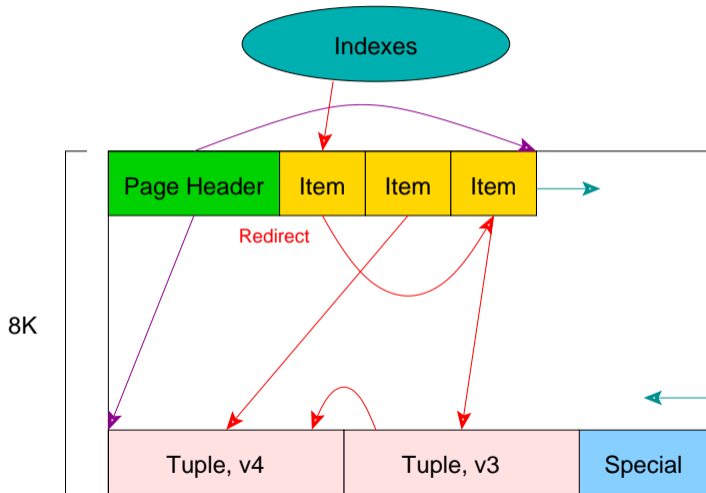 Indexes
Page Header
Item
Item
Item
Redirect
8K
Tuple, v4
Tuple, v3
Special